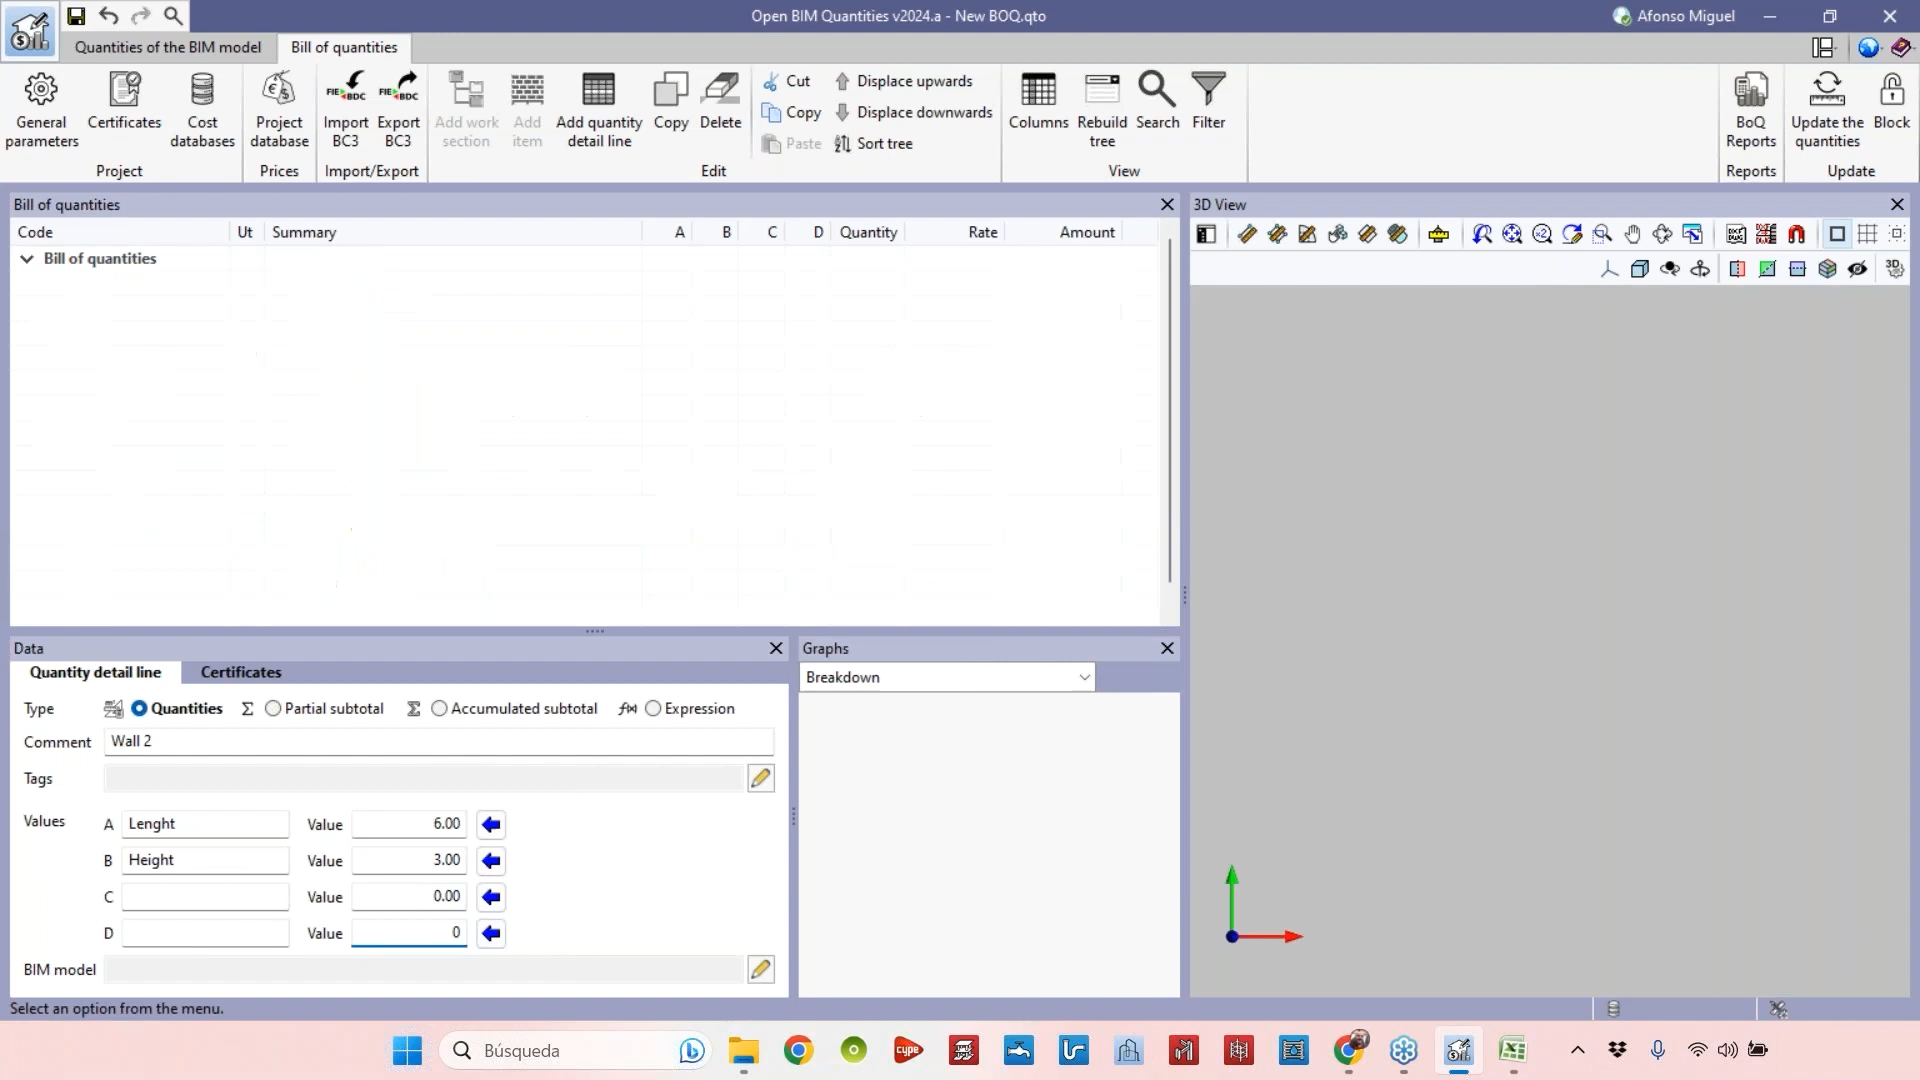 Open BIM Quantities v2024.a - New BOQ.qto
Afonso Miguel
Quantities of the BIM model
Bill of quantities
General parameters
Certificates
Cost databases
Project
Project database
Prices
FIE BDC
Import BC3
FIE BDC
Export BC3
Import/Export
Add work section
Add item
Add quantity detail line
Copy
Delete
Cut
Copy
Paste
Displace upwards
Displace downwards
Sort tree
Edit
Columns
Rebuild tree
Search
Filter
View
BoQ Reports
Reports
Update the quantities
Block
Update
Bill of quantities
3D View
Code Ut Summary A B C D Quantity Rate Amount
Bill of quantities
Data
Quantity detail line
Certificates
Type
Quantities
Σ Partial subtotal
Σ Accumulated subtotal
Expression
Comment Wall 2
Tags
Values
A Lenght Value 6.00
B Height Value 3.00
C Value 0.00
D Value 0
BIM model
Graphs
Breakdown
Select an option from the menu.
Búsqueda
cype